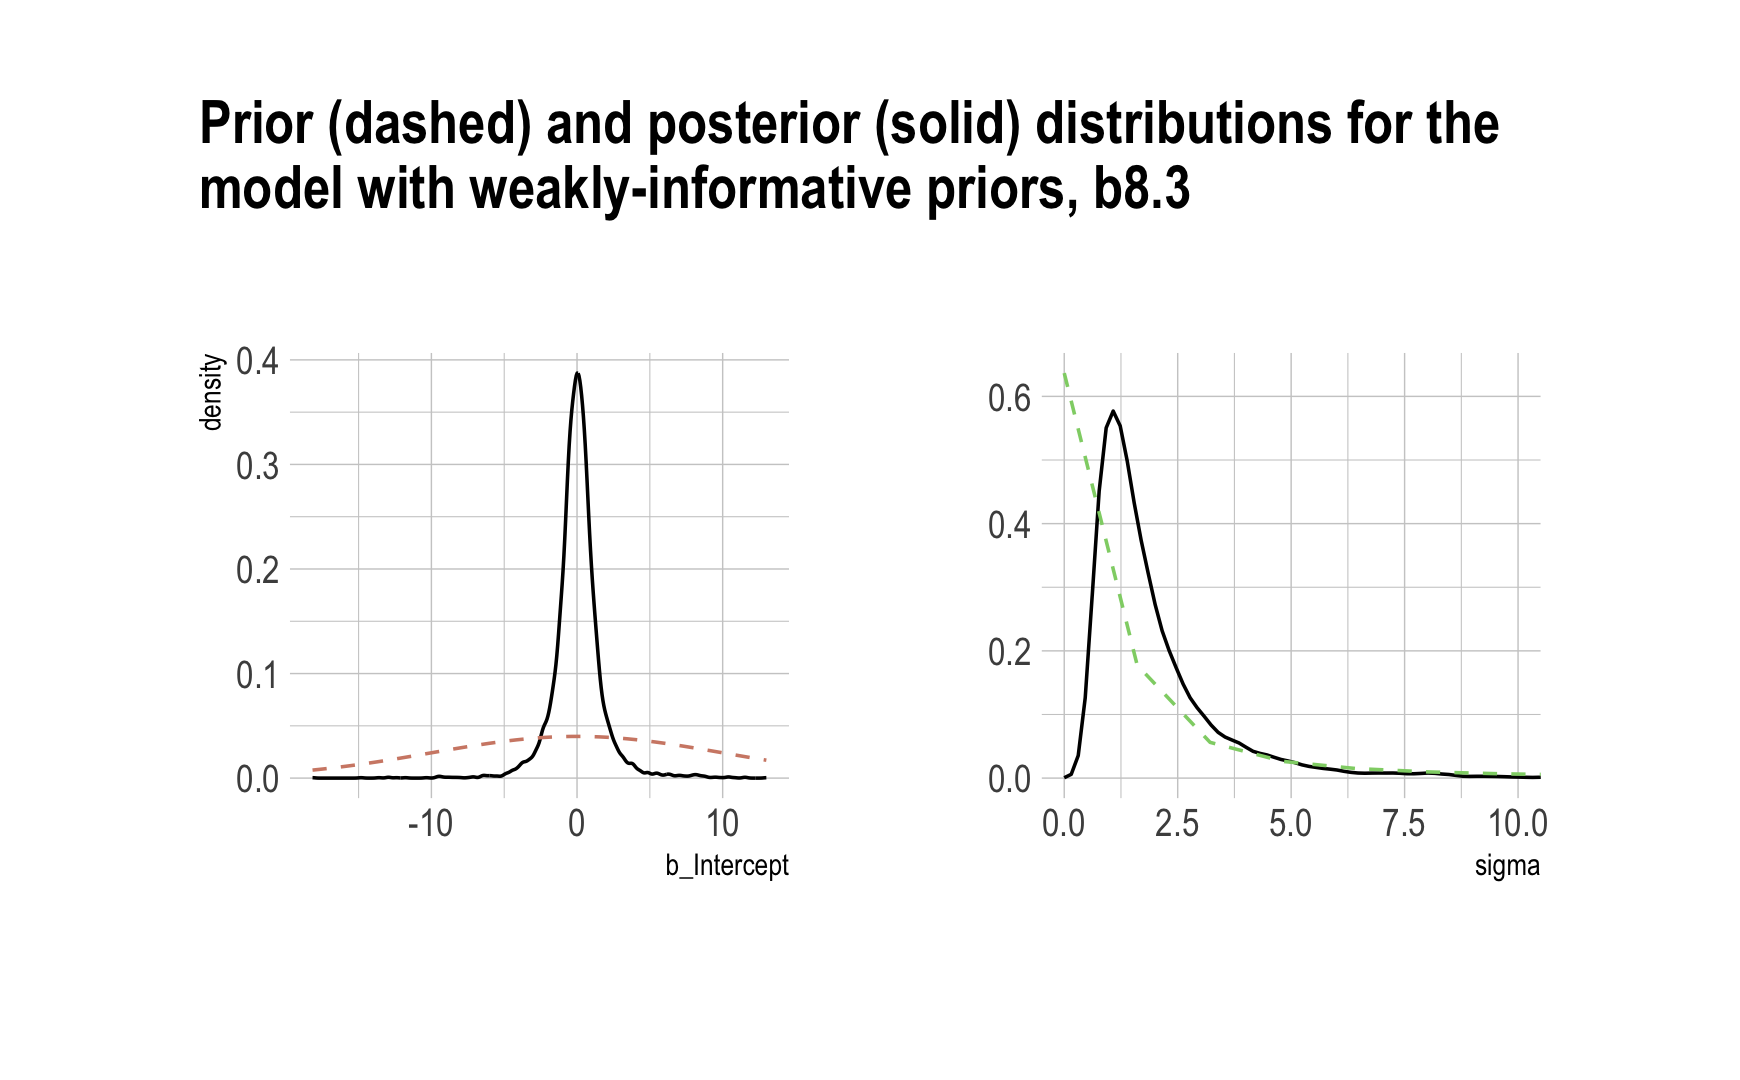 Prior (dashed) and posterior (solid) distributions for the
model with weakly-informative priors, b8.3
density
0.4
0.3
0.2
0.1
0.0
-10 0 10
b_Intercept
0.6
0.4
0.2
0.0
0.0 2.5 5.0 7.5 10.0
sigma